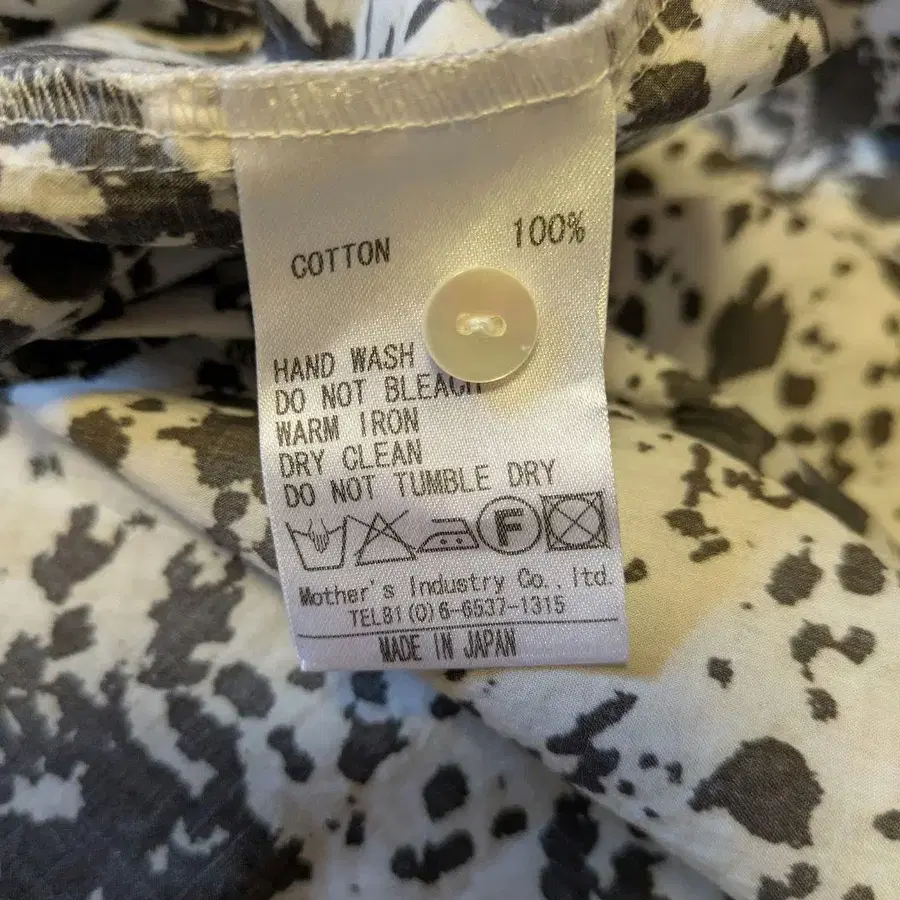 COTTON 100%
HAND WASH
DO NOT BLEACH
WARM IRON
DRY CLEAN
DO NOT TUMBLE DRY
F
Mother's Industry Co., ltd.
TEL81(0)6-6537-1315
MADE IN JAPAN